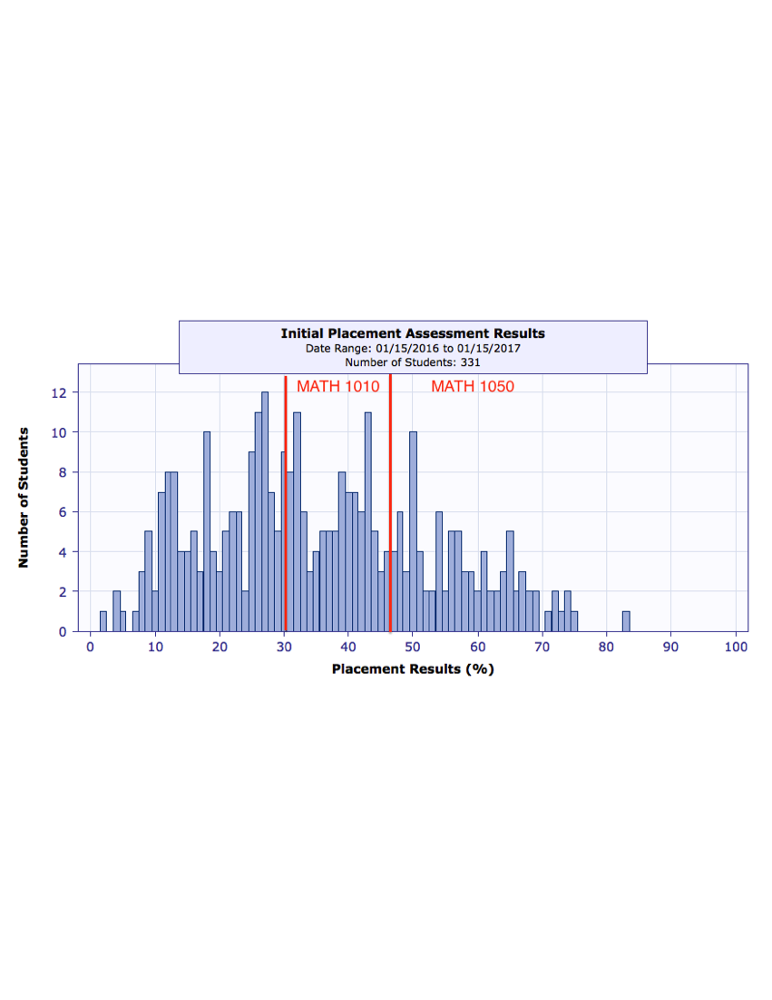 Initial Placement Assessment Results
Date Range: 01/15/2016 to 01/15/2017
Number of Students: 331
MATH 1010 MATH 1050
12
10
8
6
4
2
0
Number of Students
0 10 20 30 40 50 60 70 80 90 100
Placement Results (%)